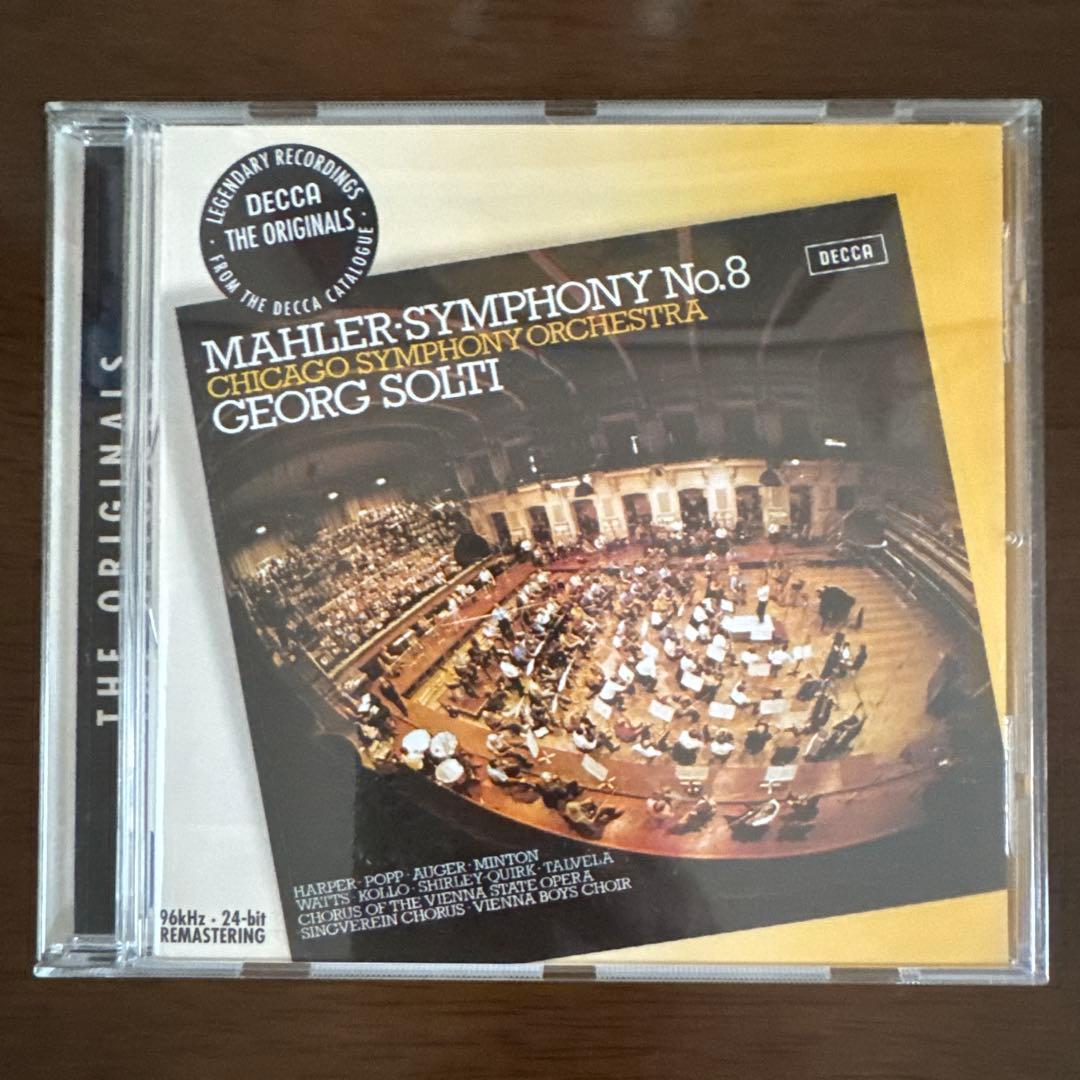 LEGENDARY RECORDINGS
DECCA
THE ORIGINALS
FROM THE DECCA CATALOGUE
DECCA
MAHLER·SYMPHONY No.8
CHICAGO SYMPHONY ORCHESTRA
GEORG SOLTI
THE ORIGINALS
HARPER · POPP · AUGER · MINTON
WATTS · KOLLO · SHIRLEY-QUIRK · TALVELA
CHORUS OF THE VIENNA STATE OPERA
SINGVEREIN CHORUS · VIENNA BOYS CHOIR
96kHz · 24-bit
REMASTERING